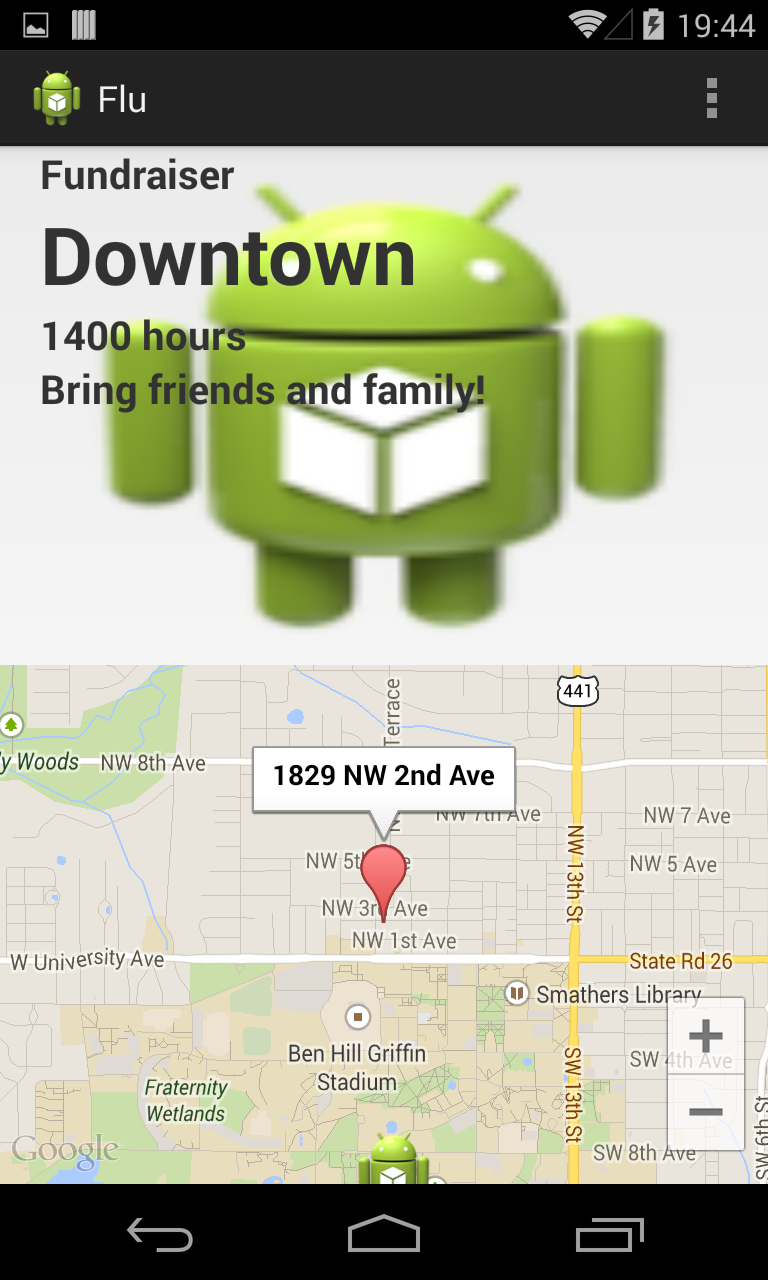 19:44
Flu
Fundraiser
Downtown
1400 hours
Bring friends and family!
441
Terrace
NW 8th Ave
1829 NW 2nd Ave
NW 7th Ave
NW 7 Ave
NW 5th
NW 5 Ave
NW 13th St
NW 3rd Ave
NW 1st Ave
W University Ave
State Rd 26
Smathers Library
Ben Hill Griffin
Stadium
SW 4th Ave
Fraternity
Wetlands
SW 13th St
SW 6th St
SW 8th Ave
Google